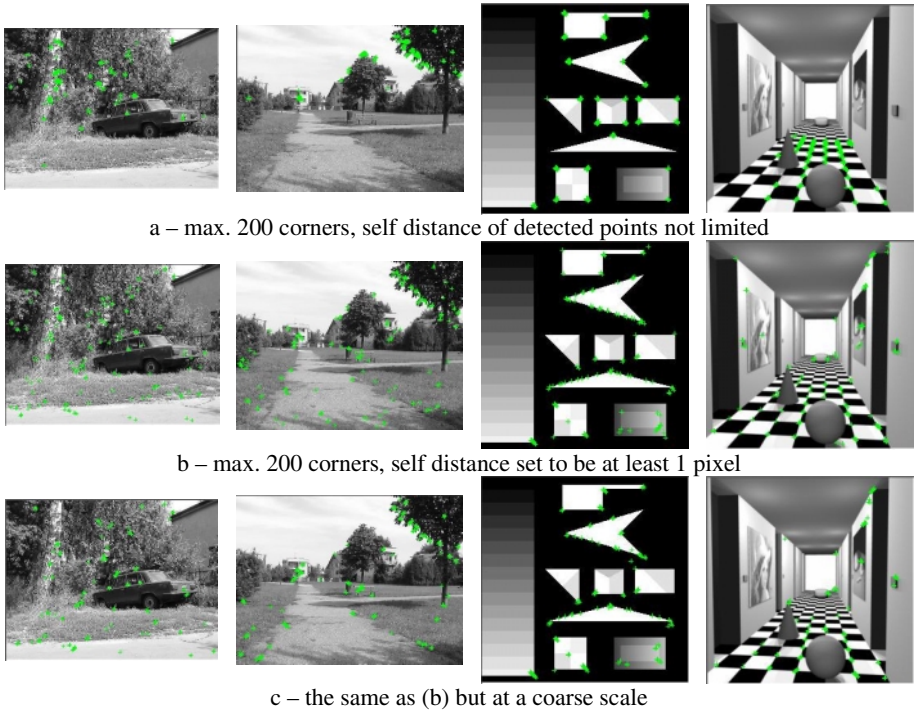 a – max. 200 corners, self distance of detected points not limited
b – max. 200 corners, self distance set to be at least 1 pixel
c – the same as (b) but at a coarse scale